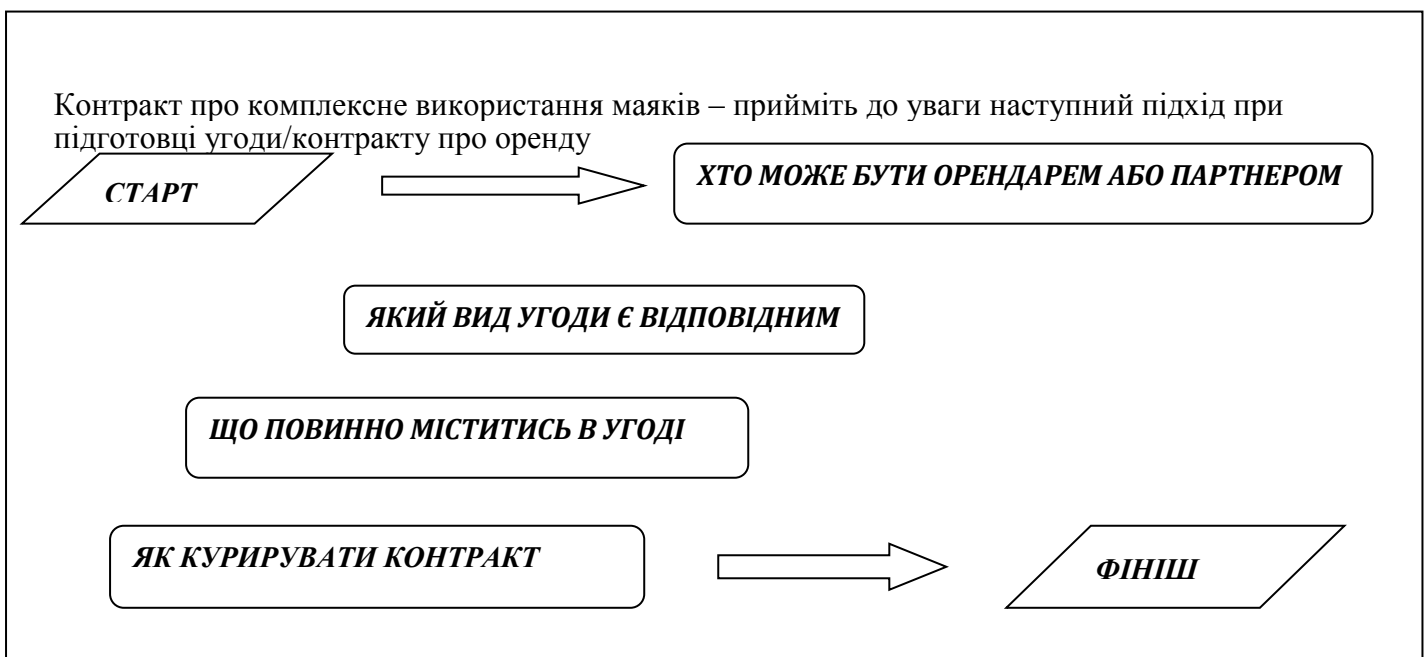 Контракт про комплексне використання маяків – прийміть до уваги наступний підхід при
підготовці угоди/контракту про оренду
СТАРТ
ХТО МОЖЕ БУТИ ОРЕНДАРЕМ АБО ПАРТНЕРОМ
ЯКИЙ ВИД УГОДИ Є ВІДПОВІДНИМ
ЩО ПОВИННО МІСТИТИСЬ В УГОДІ
ЯК КУРИРУВАТИ КОНТРАКТ
ФІНІШ